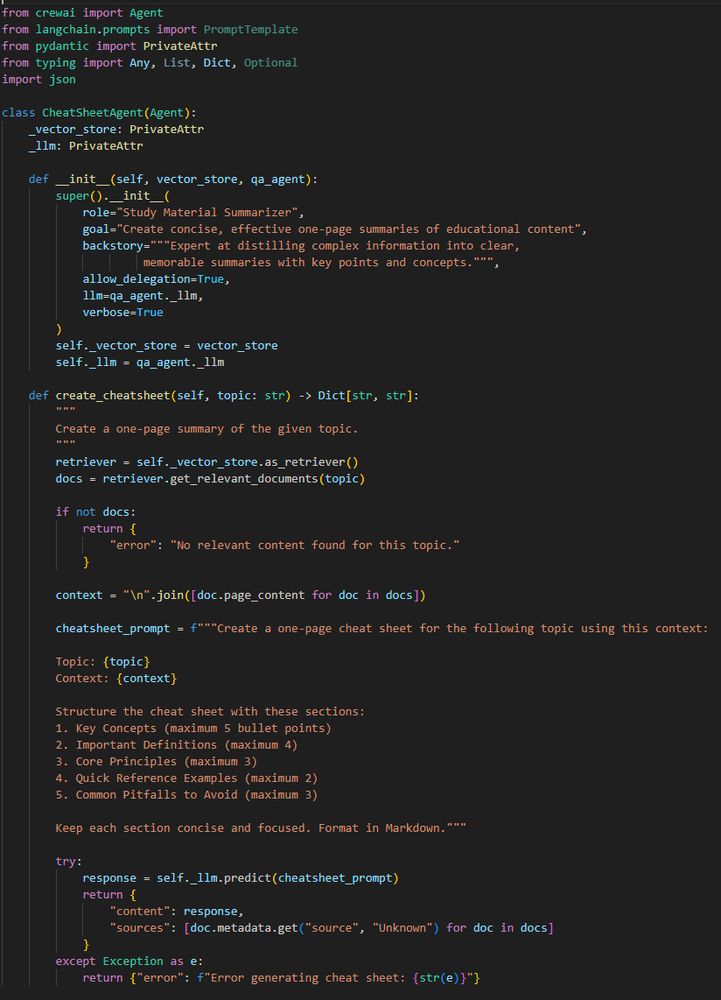 from crewai import Agent
from langchain.prompts import PromptTemplate
from pydantic import PrivateAttr
from typing import Any, List, Dict, Optional
import json

class CheatSheetAgent(Agent):
    _vector_store: PrivateAttr
    _llm: PrivateAttr

    def __init__(self, vector_store, qa_agent):
        super().__init__(
            role="Study Material Summarizer",
            goal="Create concise, effective one-page summaries of educational content",
            backstory="""Expert at distilling complex information into clear,
                     memorable summaries with key points and concepts.""",
            allow_delegation=True,
            llm=qa_agent._llm,
            verbose=True
        )
        self._vector_store = vector_store
        self._llm = qa_agent._llm

    def create_cheatsheet(self, topic: str) -> Dict[str, str]:
        """
        Create a one-page summary of the given topic.
        """
        retriever = self._vector_store.as_retriever()
        docs = retriever.get_relevant_documents(topic)

        if not docs:
            return {
                "error": "No relevant content found for this topic."
            }

        context = "\n".join([doc.page_content for doc in docs])

        cheatsheet_prompt = f"""Create a one-page cheat sheet for the following topic using this context:

        Topic: {topic}
        Context: {context}

        Structure the cheat sheet with these sections:
        1. Key Concepts (maximum 5 bullet points)
        2. Important Definitions (maximum 4)
        3. Core Principles (maximum 3)
        4. Quick Reference Examples (maximum 2)
        5. Common Pitfalls to Avoid (maximum 3)

        Keep each section concise and focused. Format in Markdown."""

        try:
            response = self._llm.predict(cheatsheet_prompt)
            return {
                "content": response,
                "sources": [doc.metadata.get("source", "Unknown") for doc in docs]
            }
        except Exception as e:
            return {"error": f"Error generating cheat sheet: {str(e)}"}